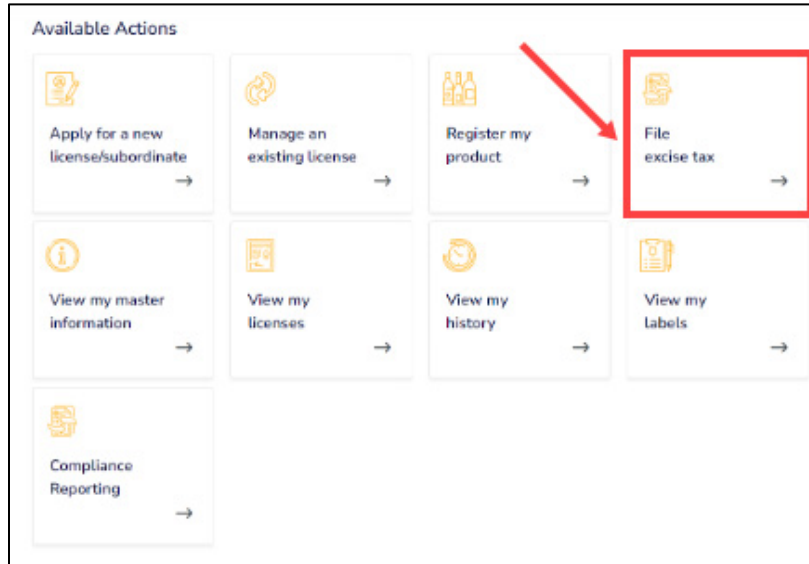 Available Actions
Apply for a new
license/subordinate
Manage an
existing license
Register my
product
File
excise tax
View my master
information
View my
licenses
View my
history
View my
labels
Compliance
Reporting